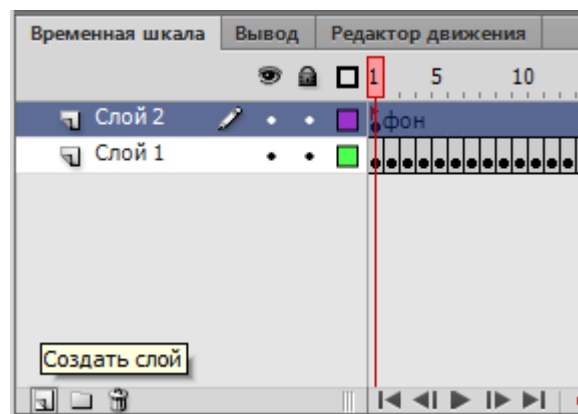 Временная шкала Вывод Редактор движения
1 5 10
Слой 2 фон
Слой 1
Создать слой